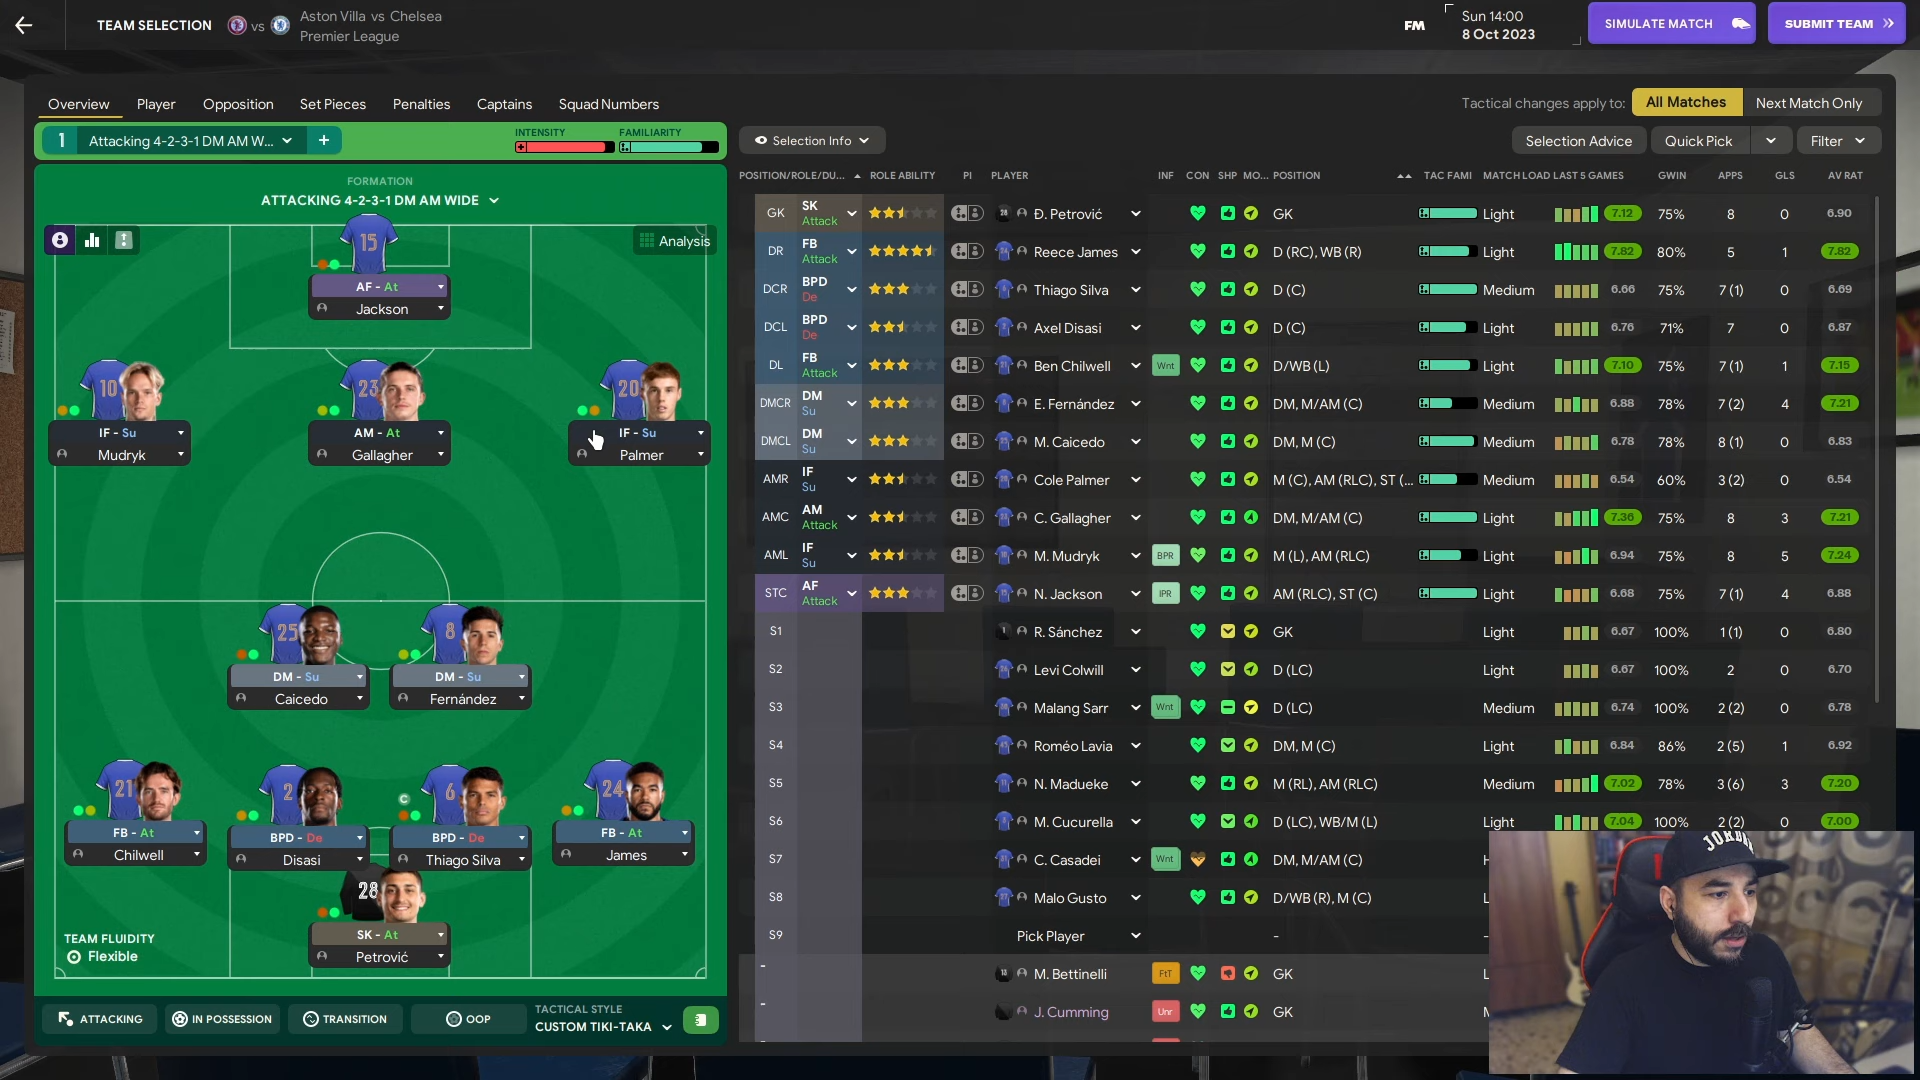 TEAM SELECTION
vs
Aston Villa vs Chelsea
Premier League
FM
Sun 14:00
8 Oct 2023
SIMULATE MATCH
SUBMIT TEAM
Overview
Player
Opposition
Set Pieces
Penalties
Captains
Squad Numbers
Tactical changes apply to:
All Matches
Next Match Only
1
Attacking 4-2-3-1 DM AM W...
+
INTENSITY
FAMILIARITY
Selection Info
Selection Advice
Quick Pick
Filter
FORMATION
ATTACKING 4-2-3-1 DM AM WIDE
Analysis
15
AF - At
Jackson
10
IF - Su
Mudryk
23
AM - At
Gallagher
20
IF - Su
Palmer
25
DM - Su
Caicedo
8
DM - Su
Fernández
21
FB - At
Chilwell
2
BPD - De
Disasi
C
6
BPD - De
Thiago Silva
24
FB - At
James
28
SK - At
Petrović
TEAM FLUIDITY
Flexible
ATTACKING
IN POSSESSION
TRANSITION
OOP
TACTICAL STYLE
CUSTOM TIKI-TAKA
POSITION/ROLE/DU... ROLE ABILITY PI PLAYER INF CON SHP MO... POSITION TAC FAMI MATCH LOAD LAST 5 GAMES GWIN APPS GLS AV RAT
GK SK Attack Đ. Petrović GK Light 7.12 75% 8 0 6.90
DR FB Attack Reece James D (RC), WB (R) Light 7.82 80% 5 1 7.82
DCR BPD De Thiago Silva D (C) Medium 6.66 75% 7 (1) 0 6.69
DCL BPD De Axel Disasi D (C) Light 6.76 71% 7 0 6.87
DL FB Attack Ben Chilwell Wnt D/WB (L) Light 7.10 75% 7 (1) 1 7.15
DMCR DM Su E. Fernández DM, M/AM (C) Medium 6.88 78% 7 (2) 4 7.21
DMCL DM Su M. Caicedo DM, M (C) Medium 6.78 78% 8 (1) 0 6.83
AMR IF Su Cole Palmer M (C), AM (RLC), ST (... Medium 6.54 60% 3 (2) 0 6.54
AMC AM Attack C. Gallagher DM, M/AM (C) Light 7.36 75% 8 3 7.21
AML IF Su M. Mudryk BPR M (L), AM (RLC) Light 6.94 75% 8 5 7.24
STC AF Attack N. Jackson IPR AM (RLC), ST (C) Light 6.68 75% 7 (1) 4 6.88
S1 R. Sánchez GK Light 6.67 100% 1 (1) 0 6.80
S2 Levi Colwill D (LC) Light 6.67 100% 2 0 6.70
S3 Malang Sarr Wnt D (LC) Medium 6.74 100% 2 (2) 0 6.78
S4 Roméo Lavia DM, M (C) Light 6.84 86% 2 (5) 1 6.92
S5 N. Madueke M (RL), AM (RLC) Medium 7.02 78% 3 (6) 3 7.20
S6 M. Cucurella D (LC), WB/M (L) Light 7.04 100% 2 (2) 0 7.00
S7 C. Casadei Wnt DM, M/AM (C)
S8 Malo Gusto D/WB (R), M (C)
S9 Pick Player - -
- M. Bettinelli FtT GK
- J. Cumming Unr GK
JORDAN